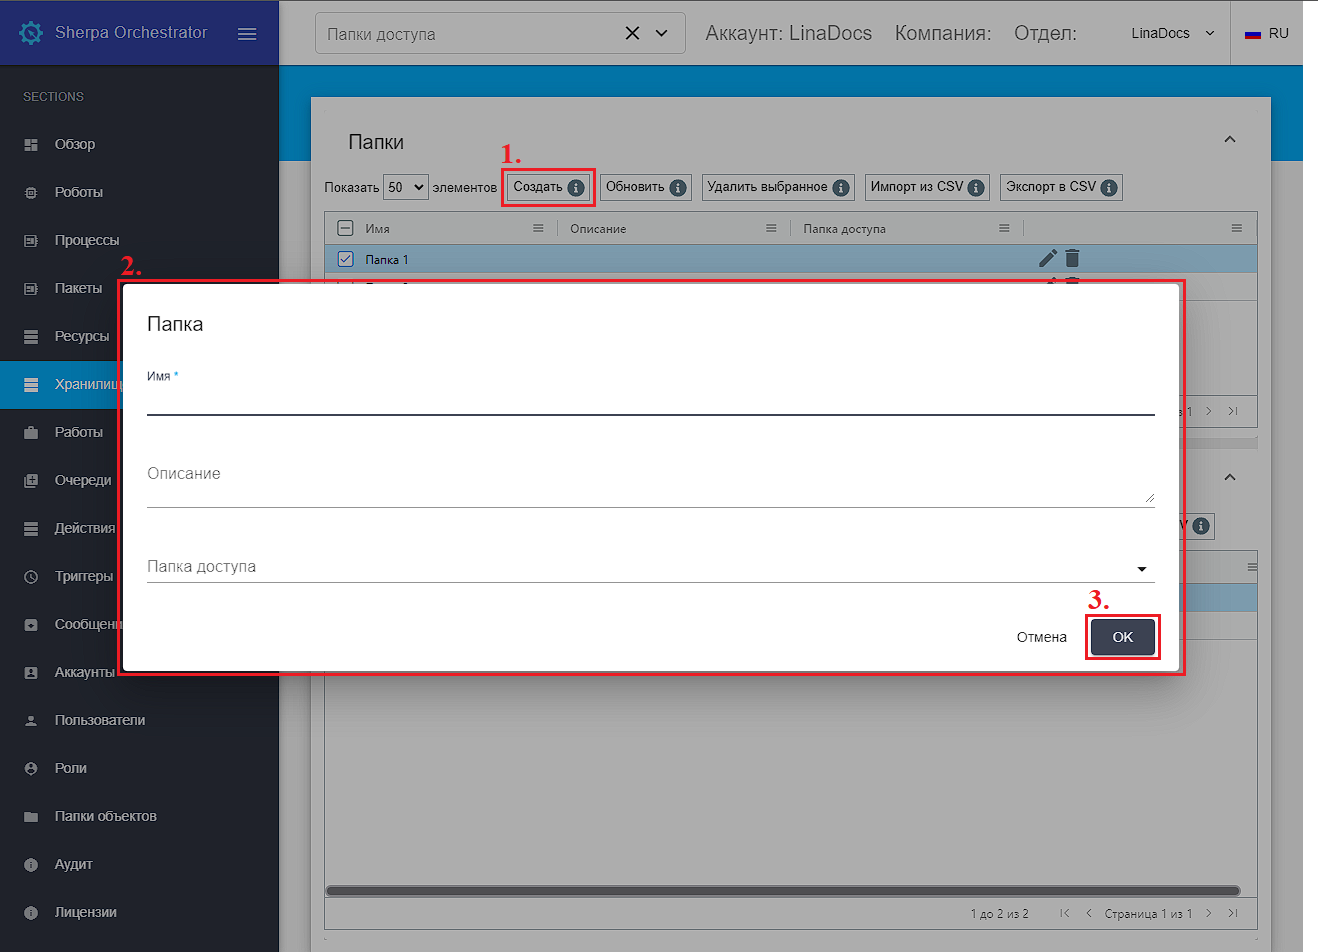 Sherpa Orchestrator
Папки доступа
Аккаунт: LinaDocs Компания: Отдел:
LinaDocs
RU
SECTIONS
Обзор
Роботы
Процессы
Пакеты
Ресурсы
Хранилищ
Работы
Очереди
Действия
Триггеры
Сообщен
Аккаунты
Пользователи
Роли
Папки объектов
Аудит
Лицензии
Папки
1.
Показать 50 элементов Создать Обновить Удалить выбранное Импорт из CSV Экспорт в CSV
Имя Описание Папка доступа
Папка 1
2.
Папка
Имя *
Описание
Папка доступа
3.
Отмена OK
1
V
1 до 2 из 2 Страница 1 из 1